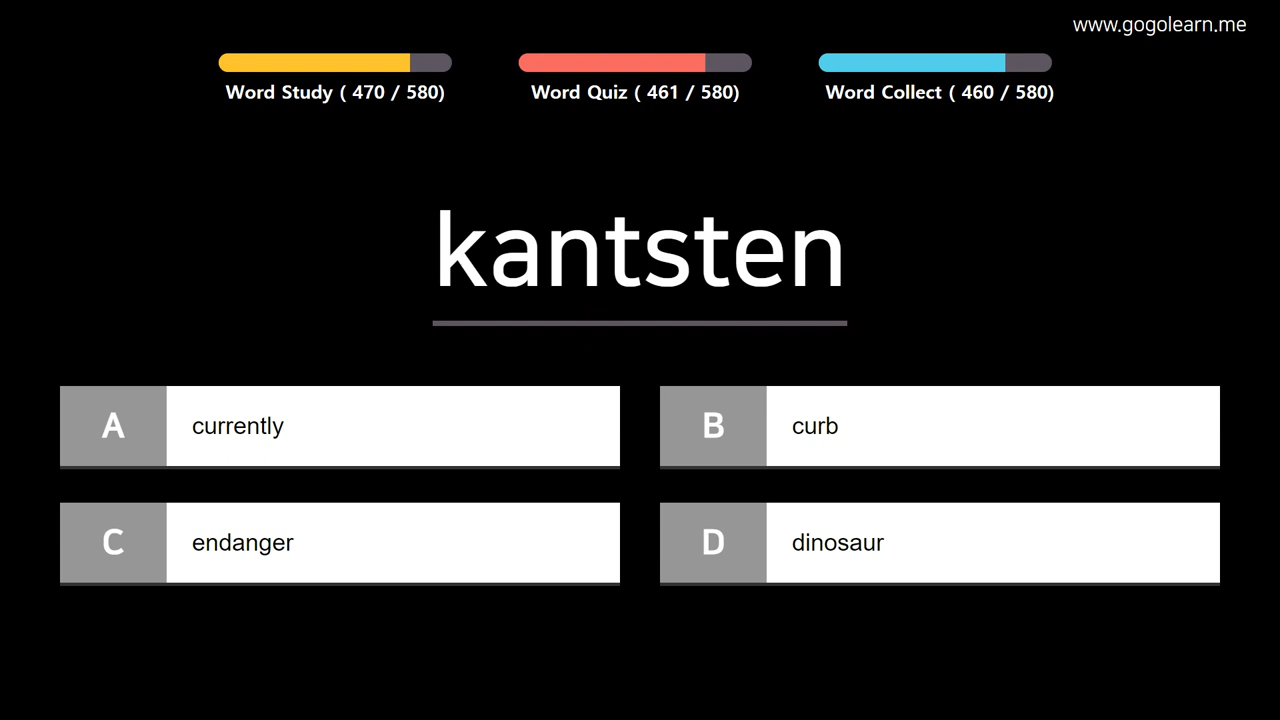 www.gogolearn.me
Word Study ( 470 / 580)
Word Quiz ( 461 / 580)
Word Collect ( 460 / 580)
kantsten
A currently
B curb
C endanger
D dinosaur